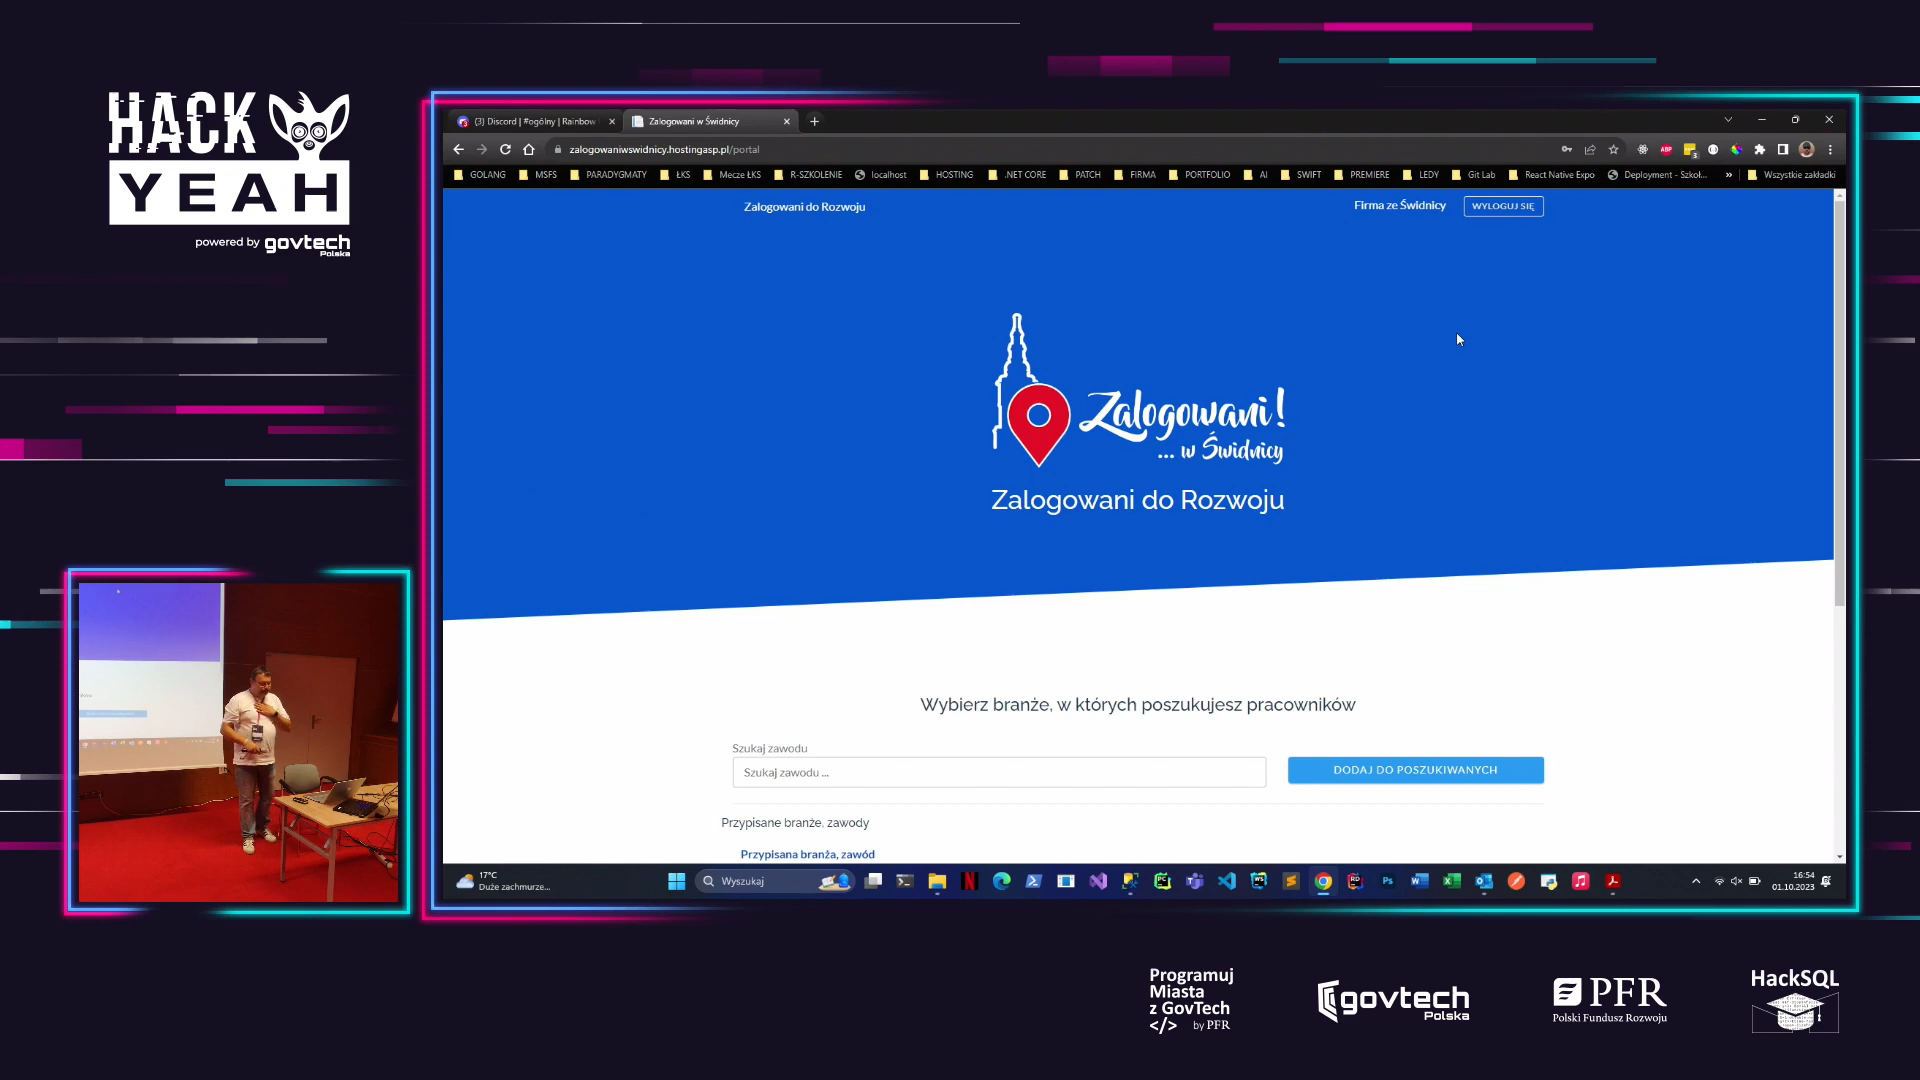 HACK
YEAH
powered by govtech
Polska
(3) Discord | #ogólny | Rainbow
Zalogowani w Świdnicy
zalogowaniwswidnicy.hostingasp.pl/portal
GOLANG
MSFS
PARADYGMATY
ŁKS
Mecze ŁKS
R-SZKOLENIE
localhost
HOSTING
.NET CORE
PATCH
FIRMA
PORTFOLIO
AI
SWIFT
PREMIERE
LEDY
Git Lab
React Native Expo
Deployment - Szkol...
»
Wszystkie zakładki
Zalogowani do Rozwoju
Firma ze Świdnicy
WYLOGUJ SIĘ
Zalogowani!
... w Świdnicy
Zalogowani do Rozwoju
Wybierz branże, w których poszukujesz pracowników
Szukaj zawodu
Szukaj zawodu ...
DODAJ DO POSZUKIWANYCH
Przypisane branże, zawody
Przypisana branża, zawód
17°C
Duże zachmurze...
Wyszukaj
16:54
01.10.2023
Programuj
Miasta
z GovTech
</> by PFR
govtech
Polska
PFR
Polski Fundusz Rozwoju
HackSQL